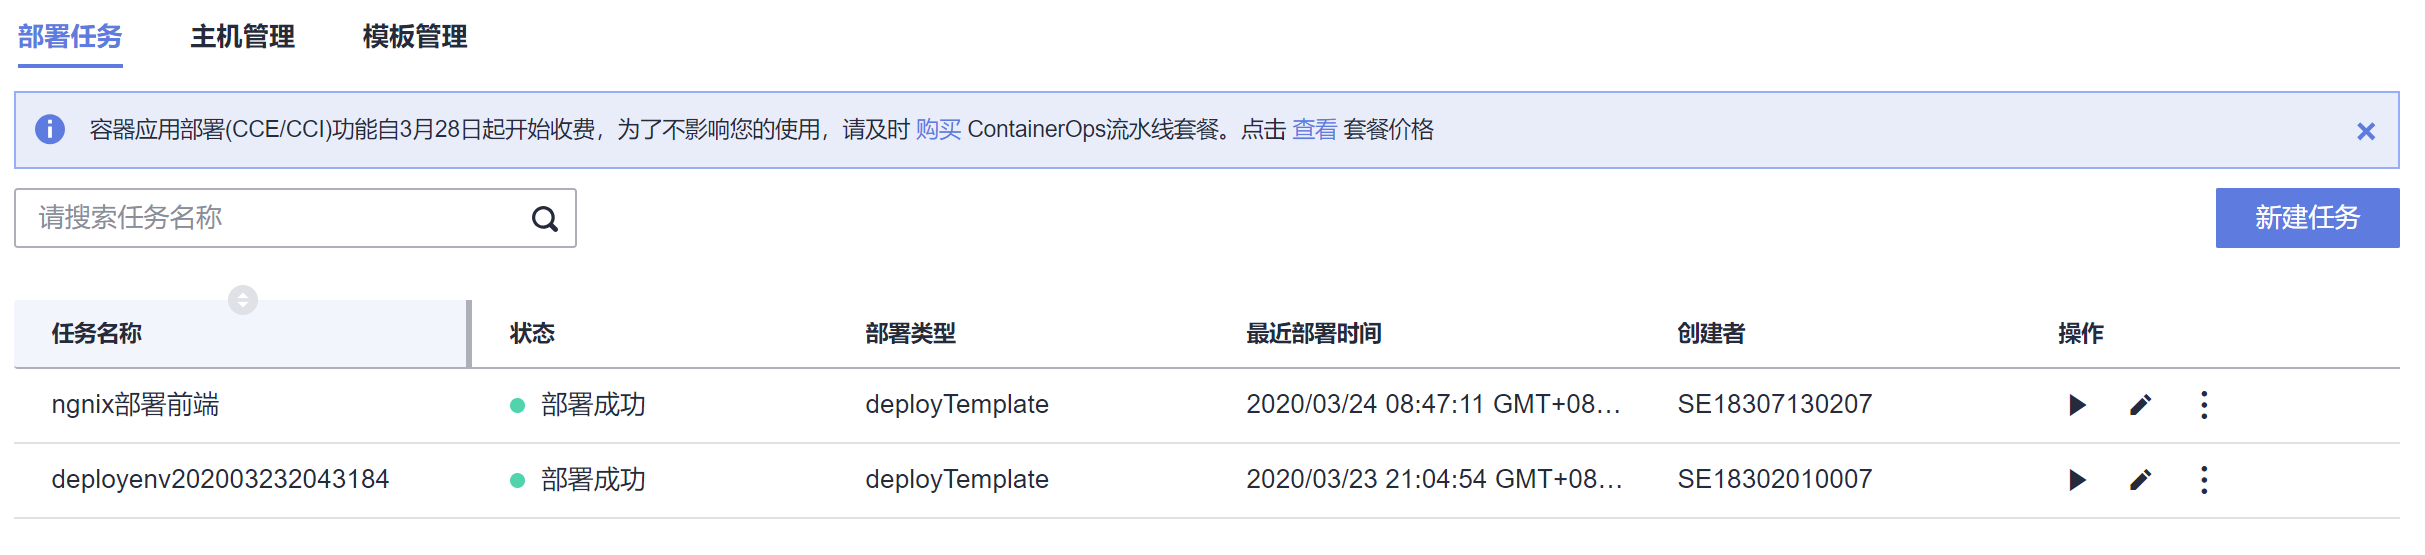 部署任务 主机管理 模板管理
容器应用部署(CCE/CCI)功能自3月28日起开始收费，为了不影响您的使用，请及时 购买 ContainerOps流水线套餐。点击 查看 套餐价格
请搜索任务名称 新建任务
任务名称 状态 部署类型 最近部署时间 创建者 操作
ngnix部署前端 部署成功 deployTemplate 2020/03/24 08:47:11 GMT+08... SE18307130207
deployenv202003232043184 部署成功 deployTemplate 2020/03/23 21:04:54 GMT+08... SE18302010007